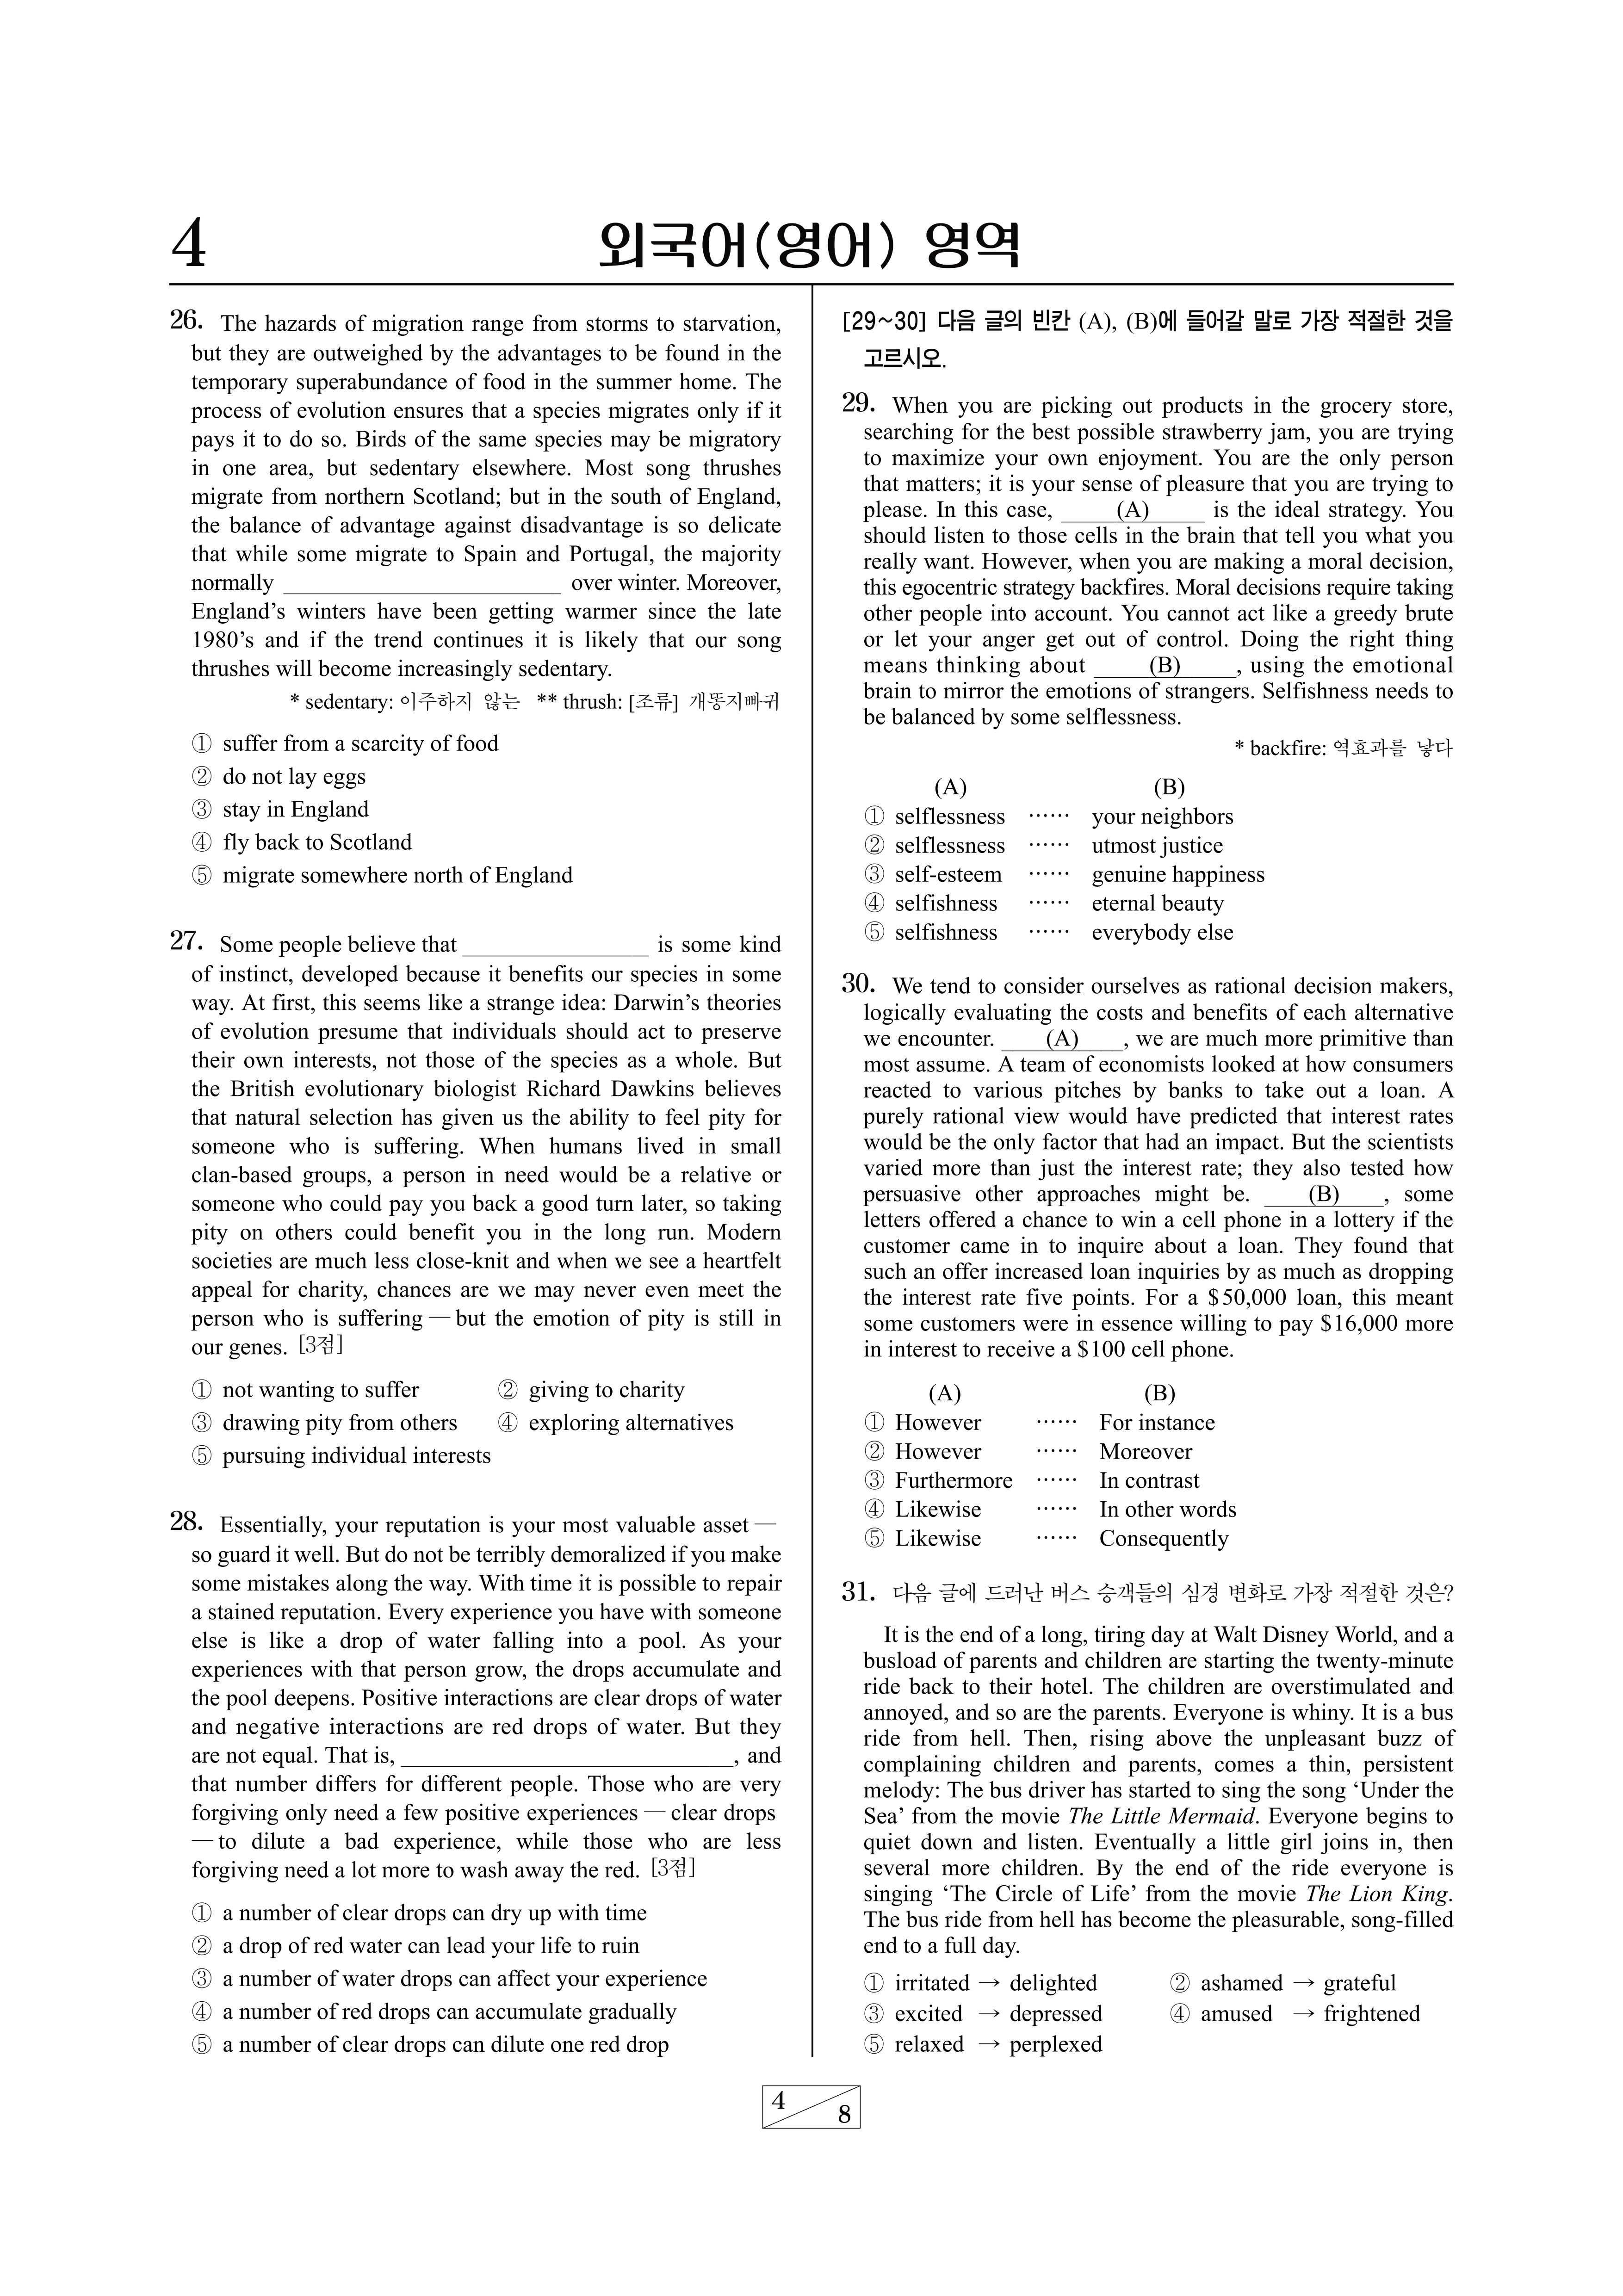 4
외국어(영어) 영역
26. The hazards of migration range from storms to starvation,
but they are outweighed by the advantages to be found in the
temporary superabundance of food in the summer home. The
process of evolution ensures that a species migrates only if it
pays it to do so. Birds of the same species may be migratory
in one area, but sedentary elsewhere. Most song thrushes
migrate from northern Scotland; but in the south of England,
the balance of advantage against disadvantage is so delicate
that while some migrate to Spain and Portugal, the majority
normally ____________________ over winter. Moreover,
England's winters have been getting warmer since the late
1980's and if the trend continues it is likely that our song
thrushes will become increasingly sedentary.
* sedentary: 이주하지 않는 ** thrush: [조류] 개똥지빠귀
① suffer from a scarcity of food
② do not lay eggs
③ stay in England
④ fly back to Scotland
⑤ migrate somewhere north of England
27. Some people believe that ______________ is some kind
of instinct, developed because it benefits our species in some
way. At first, this seems like a strange idea: Darwin's theories
of evolution presume that individuals should act to preserve
their own interests, not those of the species as a whole. But
the British evolutionary biologist Richard Dawkins believes
that natural selection has given us the ability to feel pity for
someone who is suffering. When humans lived in small
clan-based groups, a person in need would be a relative or
someone who could pay you back a good turn later, so taking
pity on others could benefit you in the long run. Modern
societies are much less close-knit and when we see a heartfelt
appeal for charity, chances are we may never even meet the
person who is suffering — but the emotion of pity is still in
our genes. [3점]
① not wanting to suffer ② giving to charity
③ drawing pity from others ④ exploring alternatives
⑤ pursuing individual interests
28. Essentially, your reputation is your most valuable asset —
so guard it well. But do not be terribly demoralized if you make
some mistakes along the way. With time it is possible to repair
a stained reputation. Every experience you have with someone
else is like a drop of water falling into a pool. As your
experiences with that person grow, the drops accumulate and
the pool deepens. Positive interactions are clear drops of water
and negative interactions are red drops of water. But they
are not equal. That is, ________________________, and
that number differs for different people. Those who are very
forgiving only need a few positive experiences — clear drops
— to dilute a bad experience, while those who are less
forgiving need a lot more to wash away the red. [3점]
① a number of clear drops can dry up with time
② a drop of red water can lead your life to ruin
③ a number of water drops can affect your experience
④ a number of red drops can accumulate gradually
⑤ a number of clear drops can dilute one red drop
[29~30] 다음 글의 빈칸 (A), (B)에 들어갈 말로 가장 적절한 것을
고르시오.
29. When you are picking out products in the grocery store,
searching for the best possible strawberry jam, you are trying
to maximize your own enjoyment. You are the only person
that matters; it is your sense of pleasure that you are trying to
please. In this case, ____(A)____ is the ideal strategy. You
should listen to those cells in the brain that tell you what you
really want. However, when you are making a moral decision,
this egocentric strategy backfires. Moral decisions require taking
other people into account. You cannot act like a greedy brute
or let your anger get out of control. Doing the right thing
means thinking about ____(B)____, using the emotional
brain to mirror the emotions of strangers. Selfishness needs to
be balanced by some selflessness.
* backfire: 역효과를 낳다
(A) (B)
① selflessness ······ your neighbors
② selflessness ······ utmost justice
③ self-esteem ······ genuine happiness
④ selfishness ······ eternal beauty
⑤ selfishness ······ everybody else
30. We tend to consider ourselves as rational decision makers,
logically evaluating the costs and benefits of each alternative
we encounter. ____(A)____, we are much more primitive than
most assume. A team of economists looked at how consumers
reacted to various pitches by banks to take out a loan. A
purely rational view would have predicted that interest rates
would be the only factor that had an impact. But the scientists
varied more than just the interest rate; they also tested how
persuasive other approaches might be. ____(B)____, some
letters offered a chance to win a cell phone in a lottery if the
customer came in to inquire about a loan. They found that
such an offer increased loan inquiries by as much as dropping
the interest rate five points. For a $50,000 loan, this meant
some customers were in essence willing to pay $16,000 more
in interest to receive a $100 cell phone.
(A) (B)
① However ······ For instance
② However ······ Moreover
③ Furthermore ······ In contrast
④ Likewise ······ In other words
⑤ Likewise ······ Consequently
31. 다음 글에 드러난 버스 승객들의 심경 변화로 가장 적절한 것은?
It is the end of a long, tiring day at Walt Disney World, and a
busload of parents and children are starting the twenty-minute
ride back to their hotel. The children are overstimulated and
annoyed, and so are the parents. Everyone is whiny. It is a bus
ride from hell. Then, rising above the unpleasant buzz of
complaining children and parents, comes a thin, persistent
melody: The bus driver has started to sing the song ‘Under the
Sea’ from the movie The Little Mermaid. Everyone begins to
quiet down and listen. Eventually a little girl joins in, then
several more children. By the end of the ride everyone is
singing ‘The Circle of Life’ from the movie The Lion King.
The bus ride from hell has become the pleasurable, song-filled
end to a full day.
① irritated → delighted ② ashamed → grateful
③ excited → depressed ④ amused → frightened
⑤ relaxed → perplexed
4
8